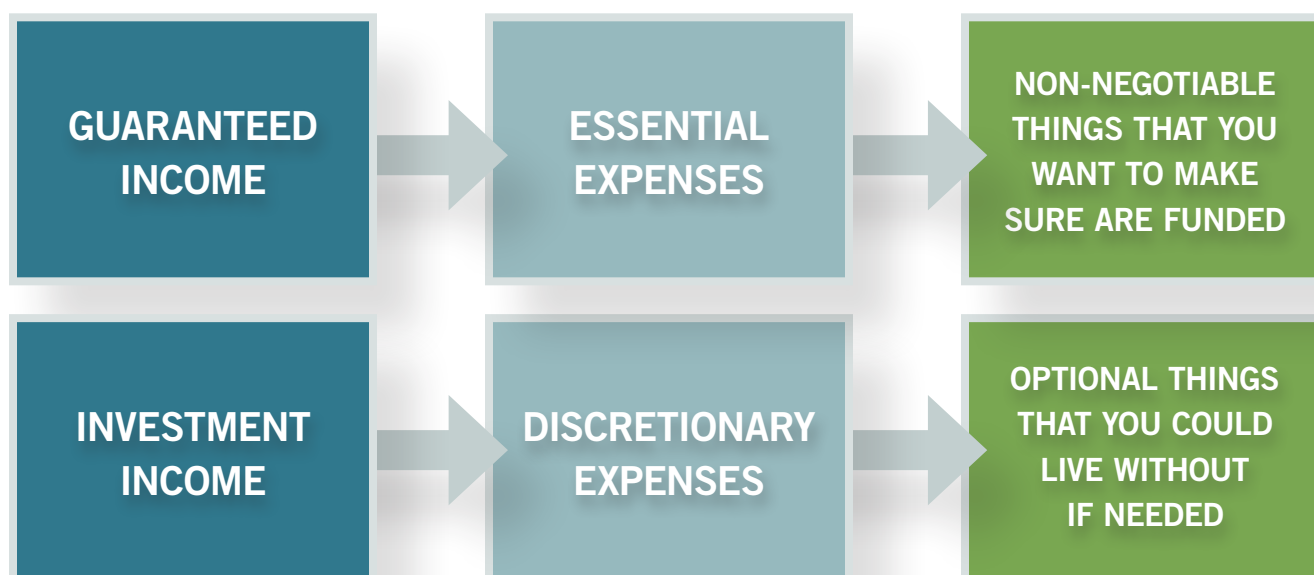 GUARANTEED
INCOME
ESSENTIAL
EXPENSES
NON-NEGOTIABLE
THINGS THAT YOU
WANT TO MAKE
SURE ARE FUNDED
INVESTMENT
INCOME
DISCRETIONARY
EXPENSES
OPTIONAL THINGS
THAT YOU COULD
LIVE WITHOUT
IF NEEDED